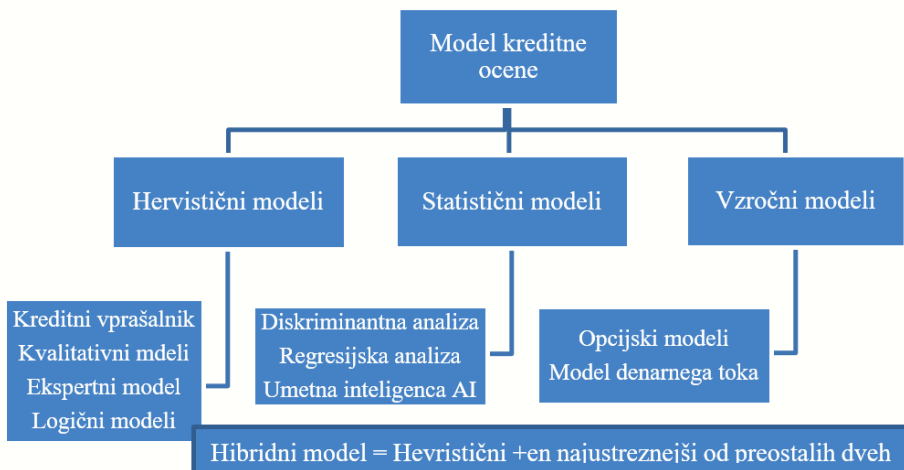 Model kreditne
ocene
Hervistični modeli
Statistični modeli
Vzročni modeli
Kreditni vprašalnik
Kvalitativni mdeli
Ekspertni model
Logični modeli
Diskriminantna analiza
Regresijska analiza
Umetna inteligenca AI
Opcijski modeli
Model denarnega toka
Hibridni model = Hevristični +en najustreznejši od preostalih dveh